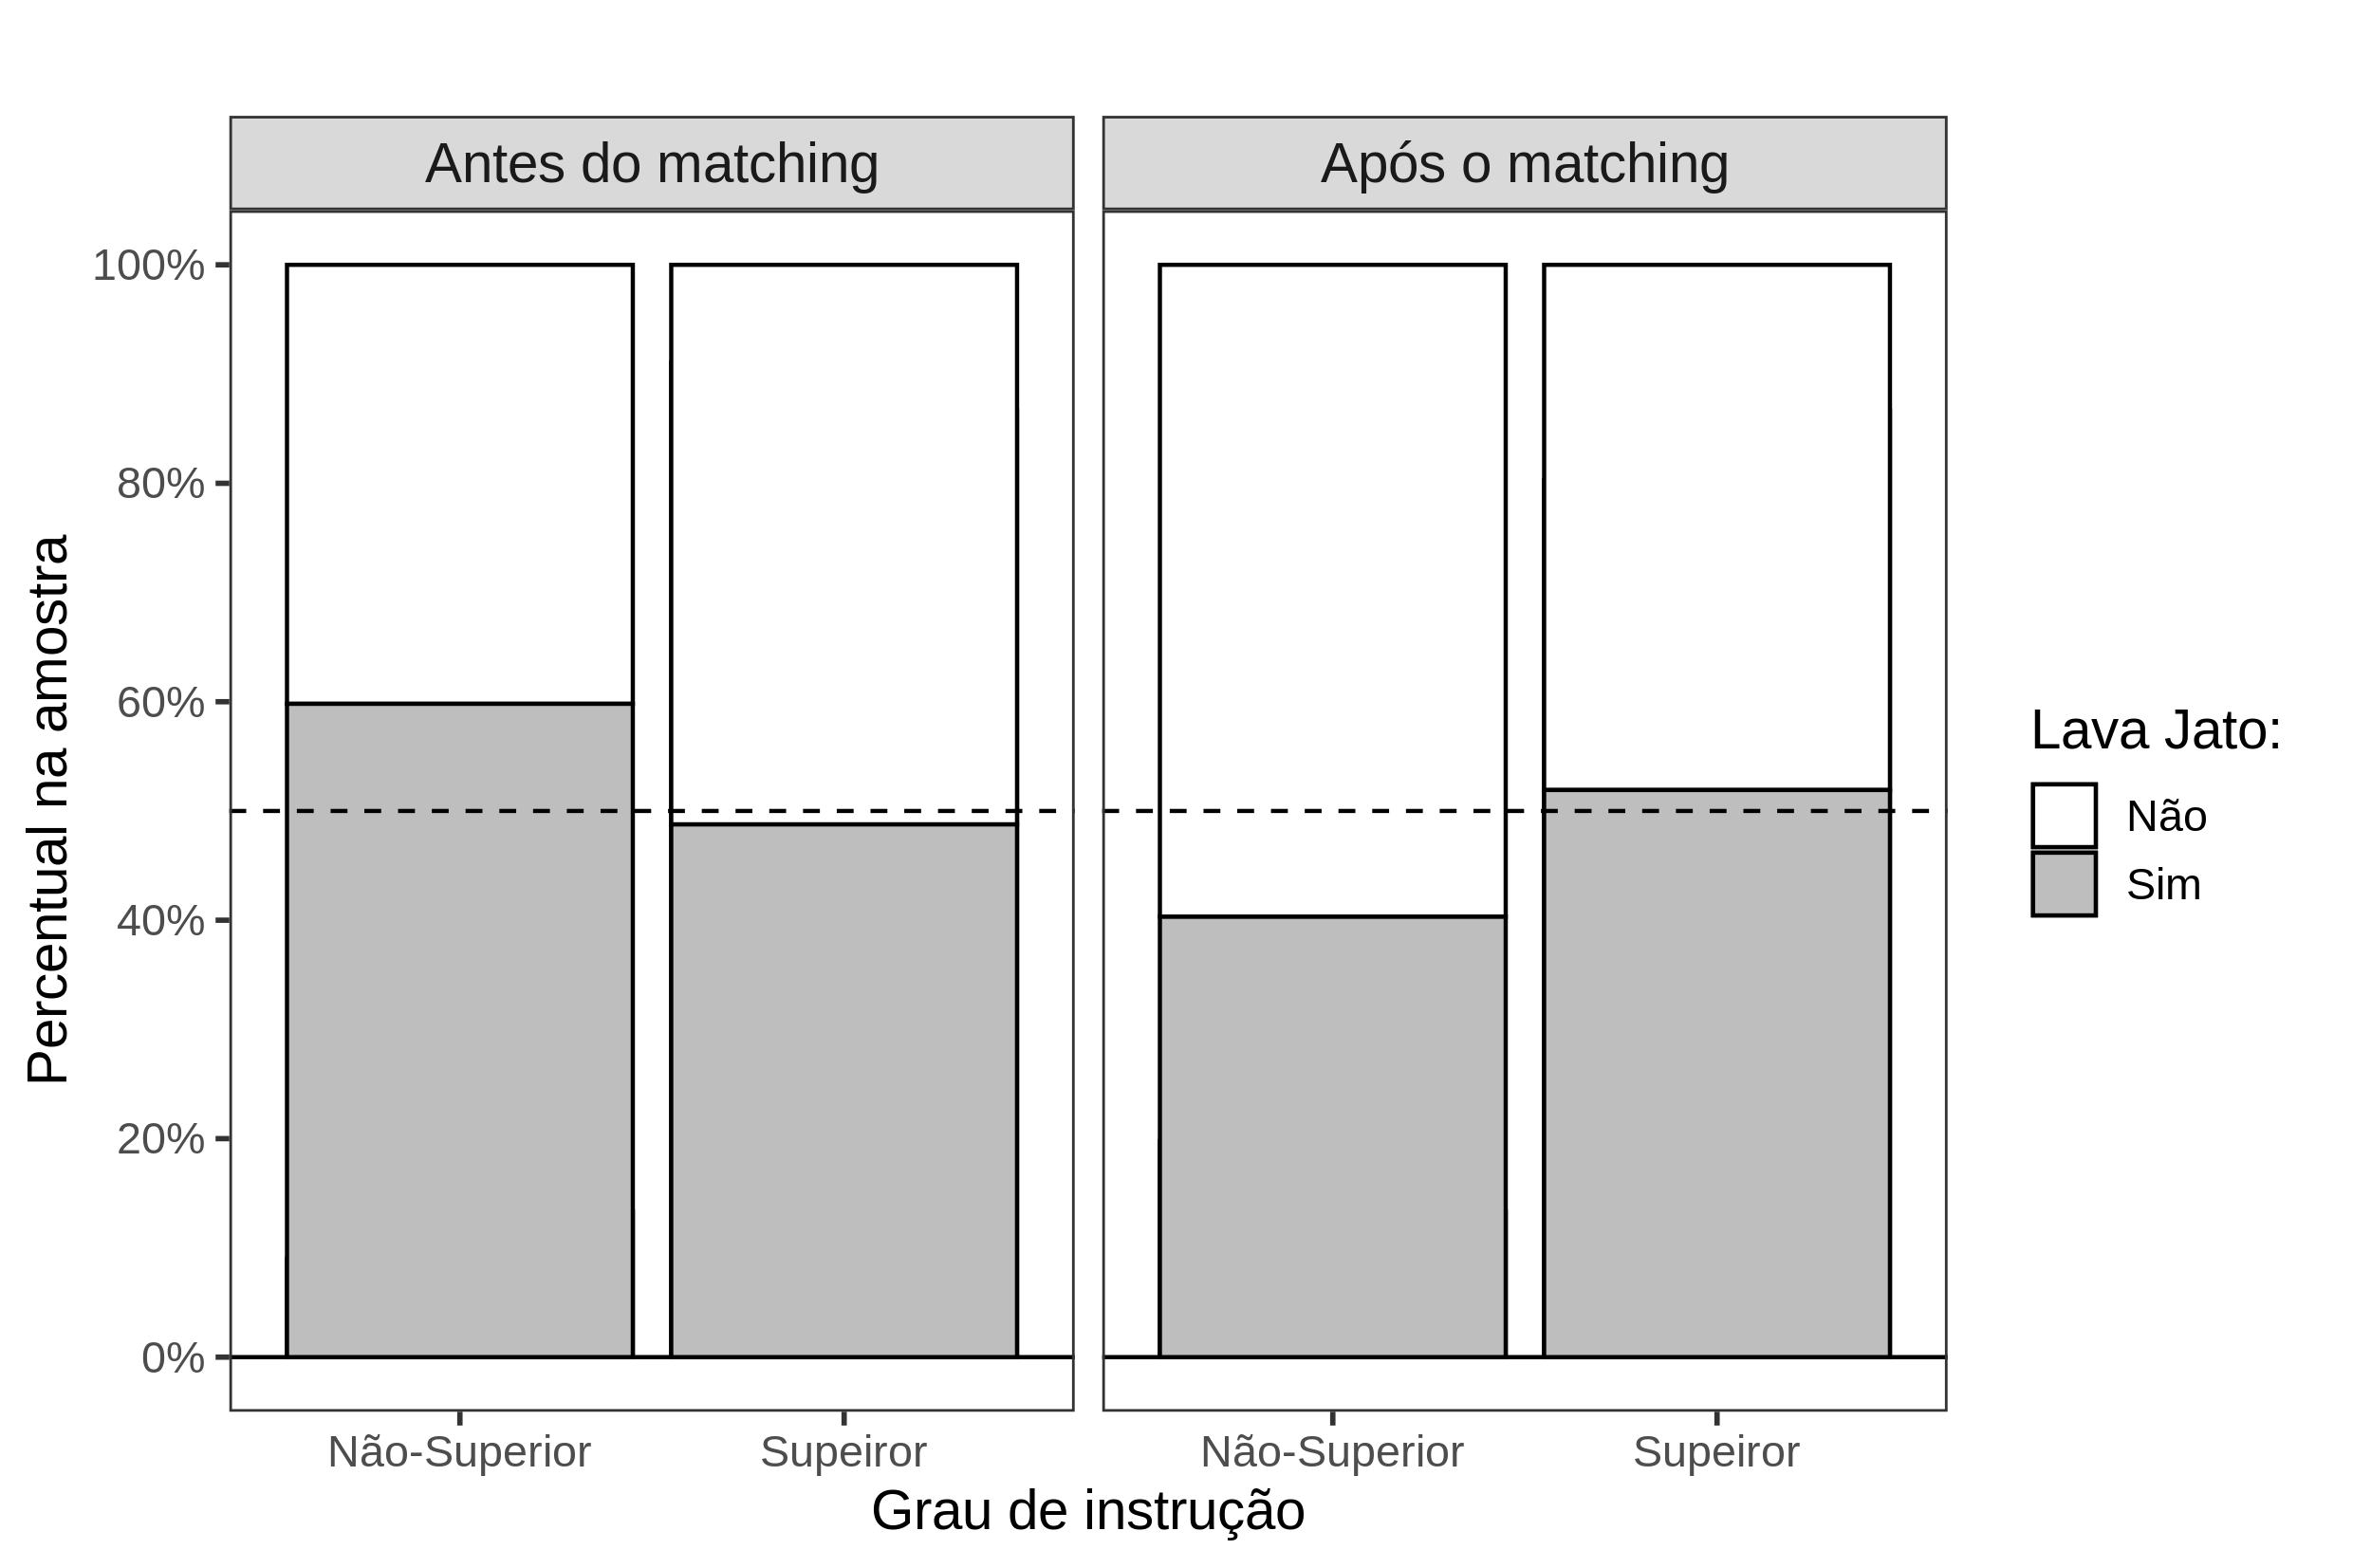 Antes do matching
Após o matching
100%
80%
60%
40%
20%
0%
Percentual na amostra
Não-Superior
Supeiror
Não-Superior
Supeiror
Grau de instrução
Lava Jato:
Não
Sim